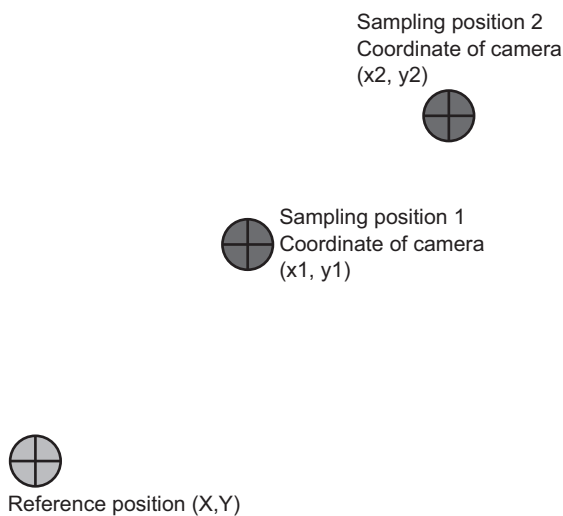 Sampling position 2
Coordinate of camera
(x2, y2)
Sampling position 1
Coordinate of camera
(x1, y1)
Reference position (X,Y)